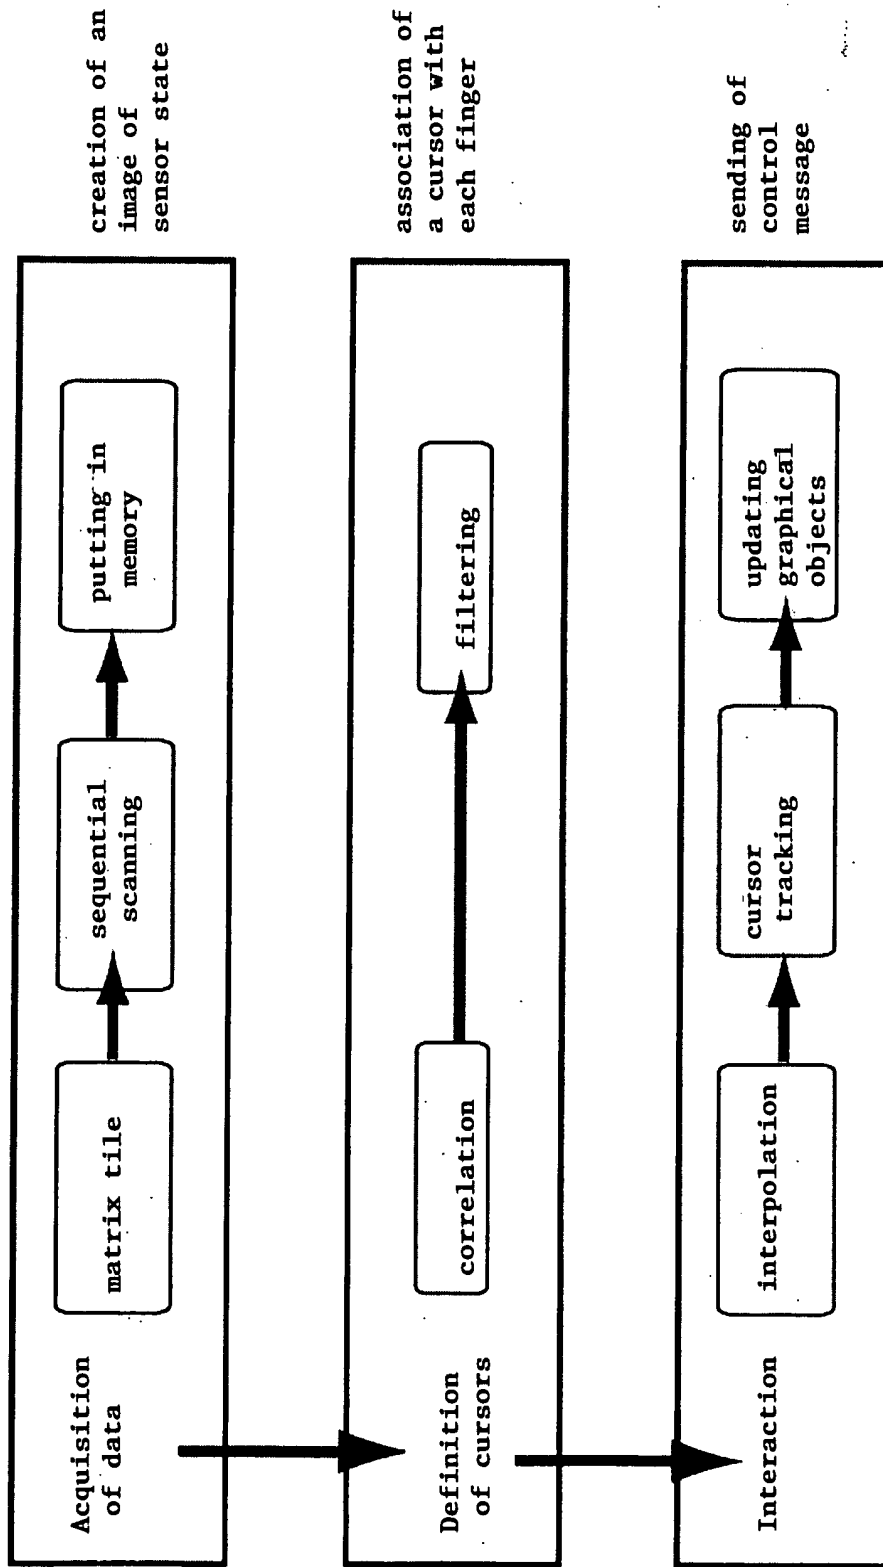 Acquisition
of data
matrix tile
sequential
scanning
putting in
memory
creation of an
image of
sensor state
Definition
of cursors
correlation
filtering
association of
a cursor with
each finger
Interaction
interpolation
cursor
tracking
updating
graphical
objects
sending of
control
message